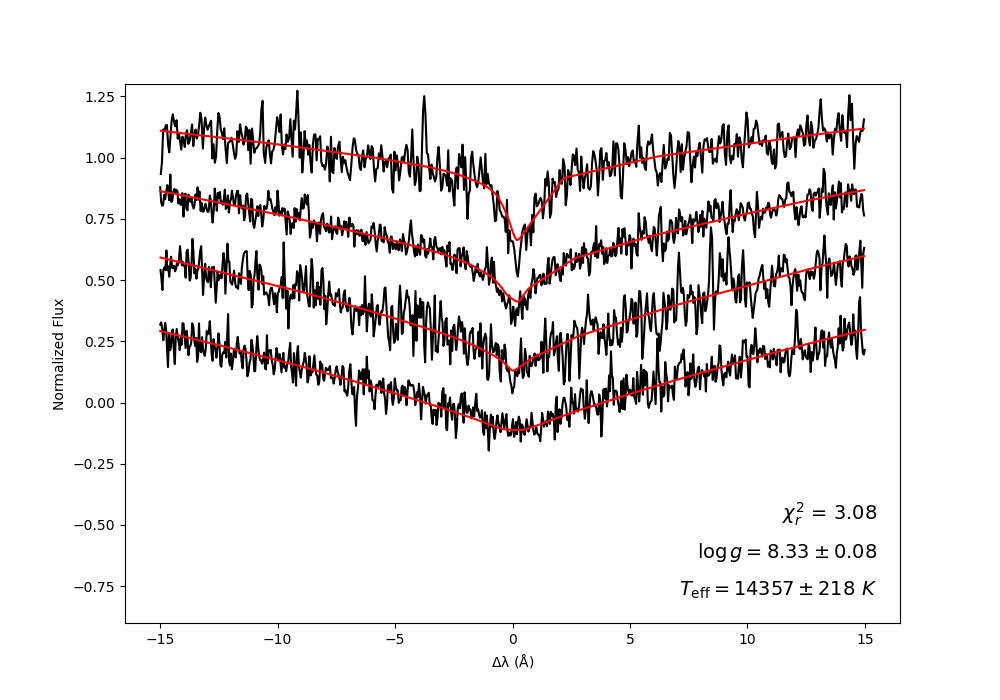 1.25
1.00
0.75
0.50
0.25
0.00
−0.25
−0.50
−0.75
Normalized Flux
χ²ᵣ = 3.08
log g = 8.33 ± 0.08
T_eff = 14357 ± 218 K
−15 −10 −5 0 5 10 15
Δλ (Å)